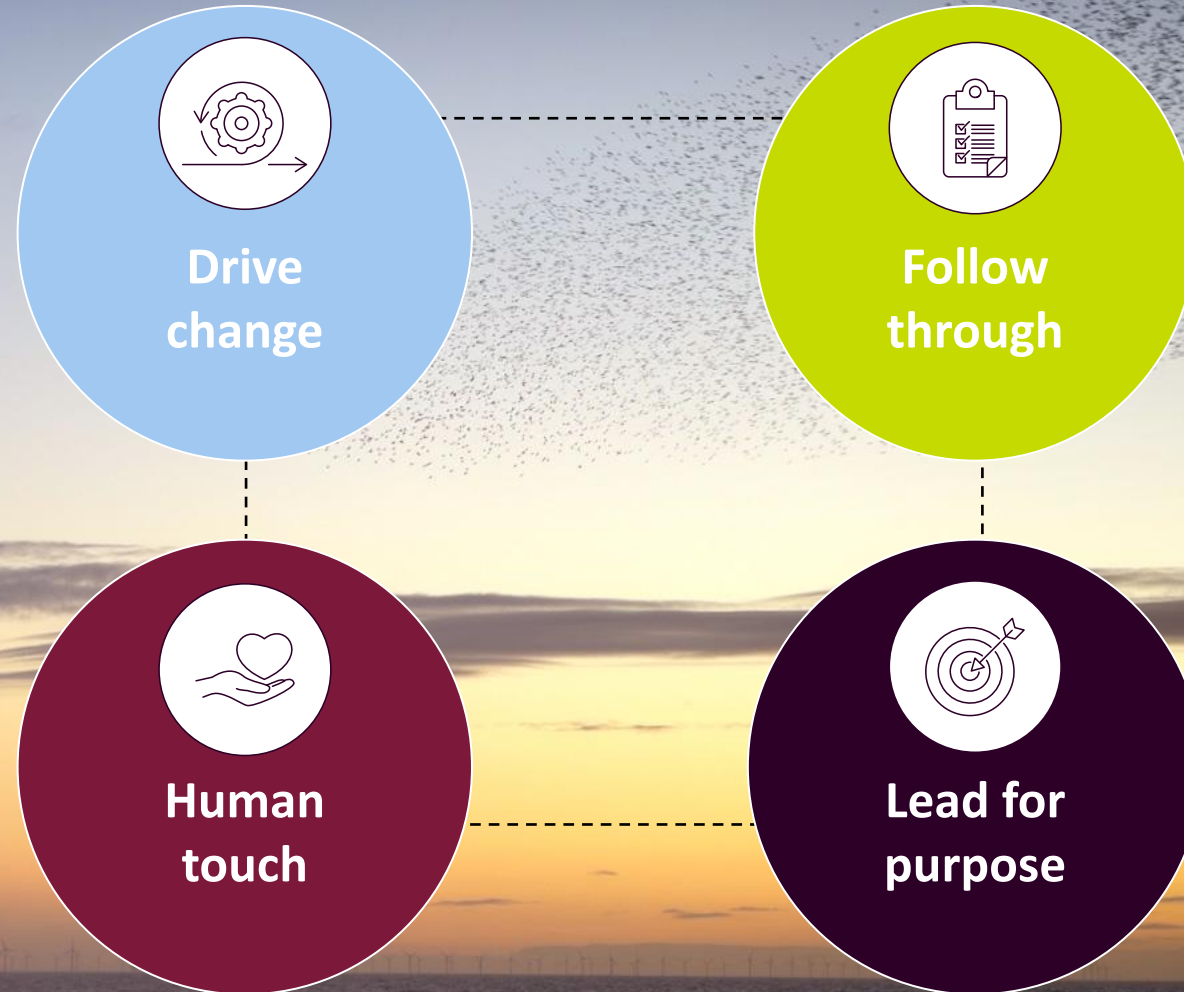 Drive
change
Follow
through
Human
touch
Lead for
purpose